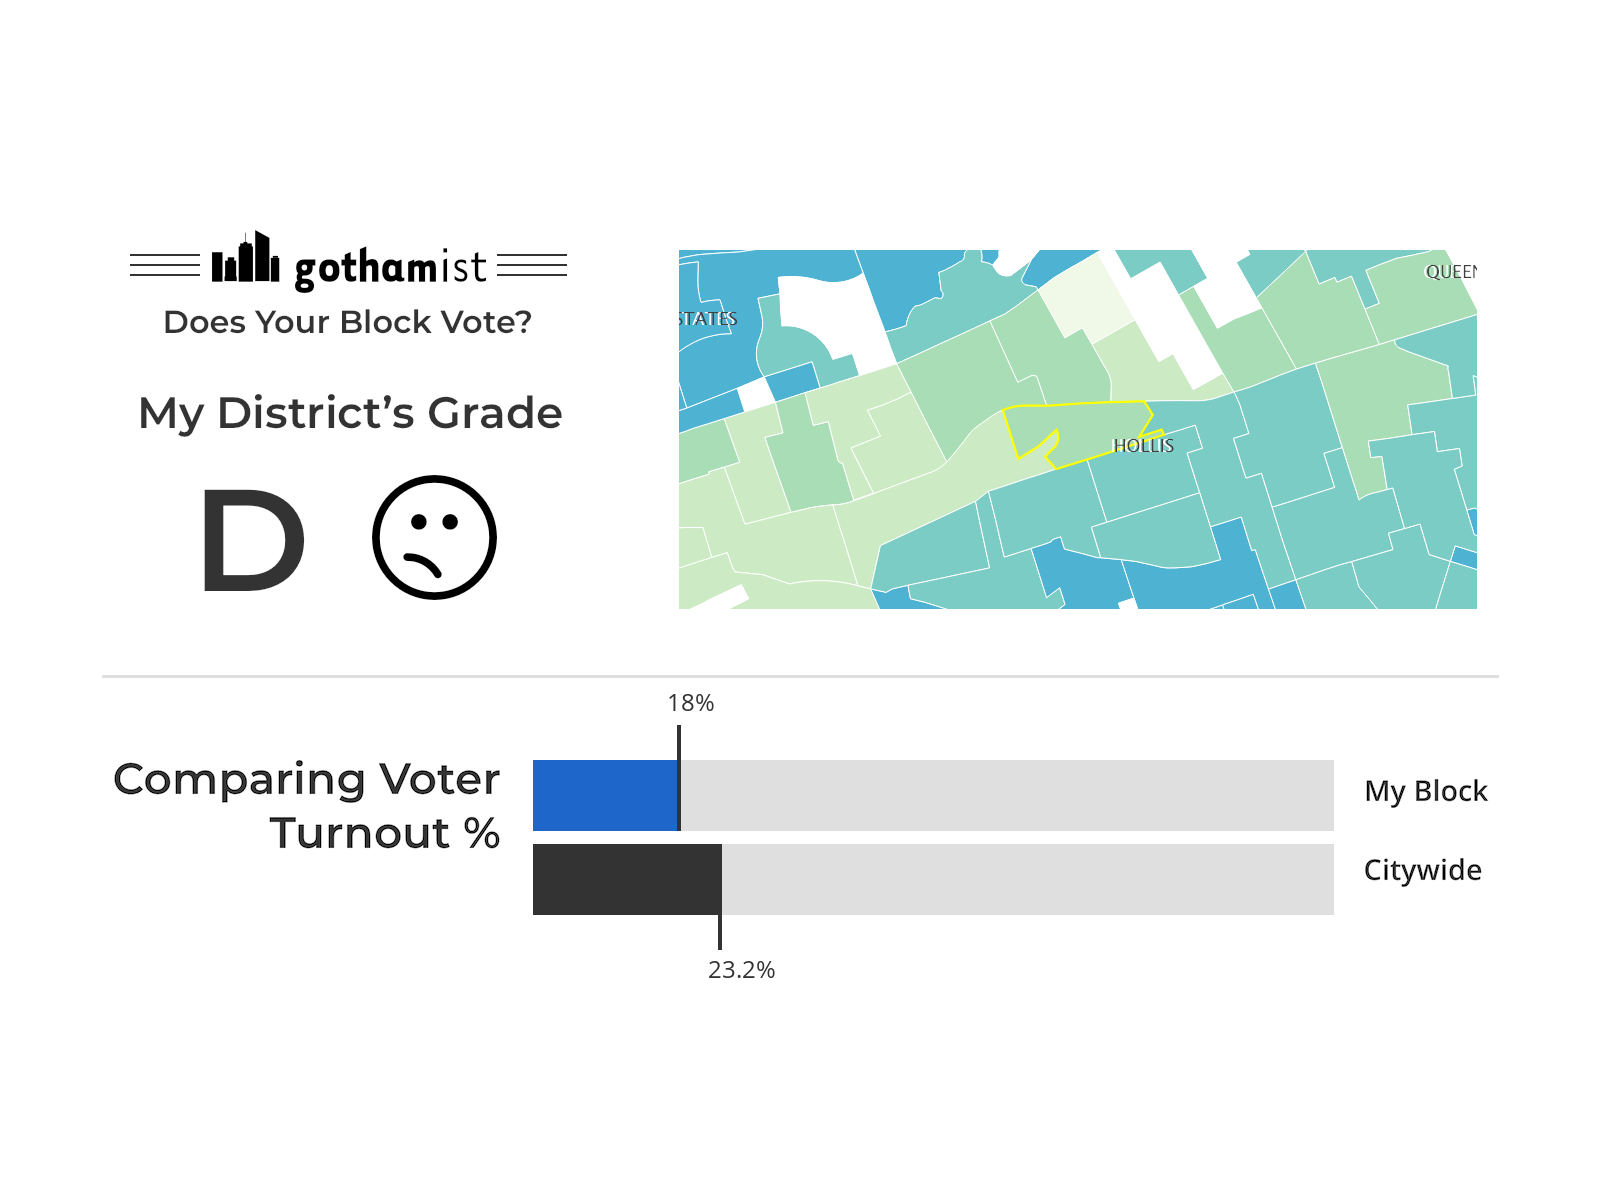 gothamist
Does Your Block Vote?
My District’s Grade
D
STATES
QUEEN
HOLLIS
18%
Comparing Voter
Turnout %
My Block
Citywide
23.2%